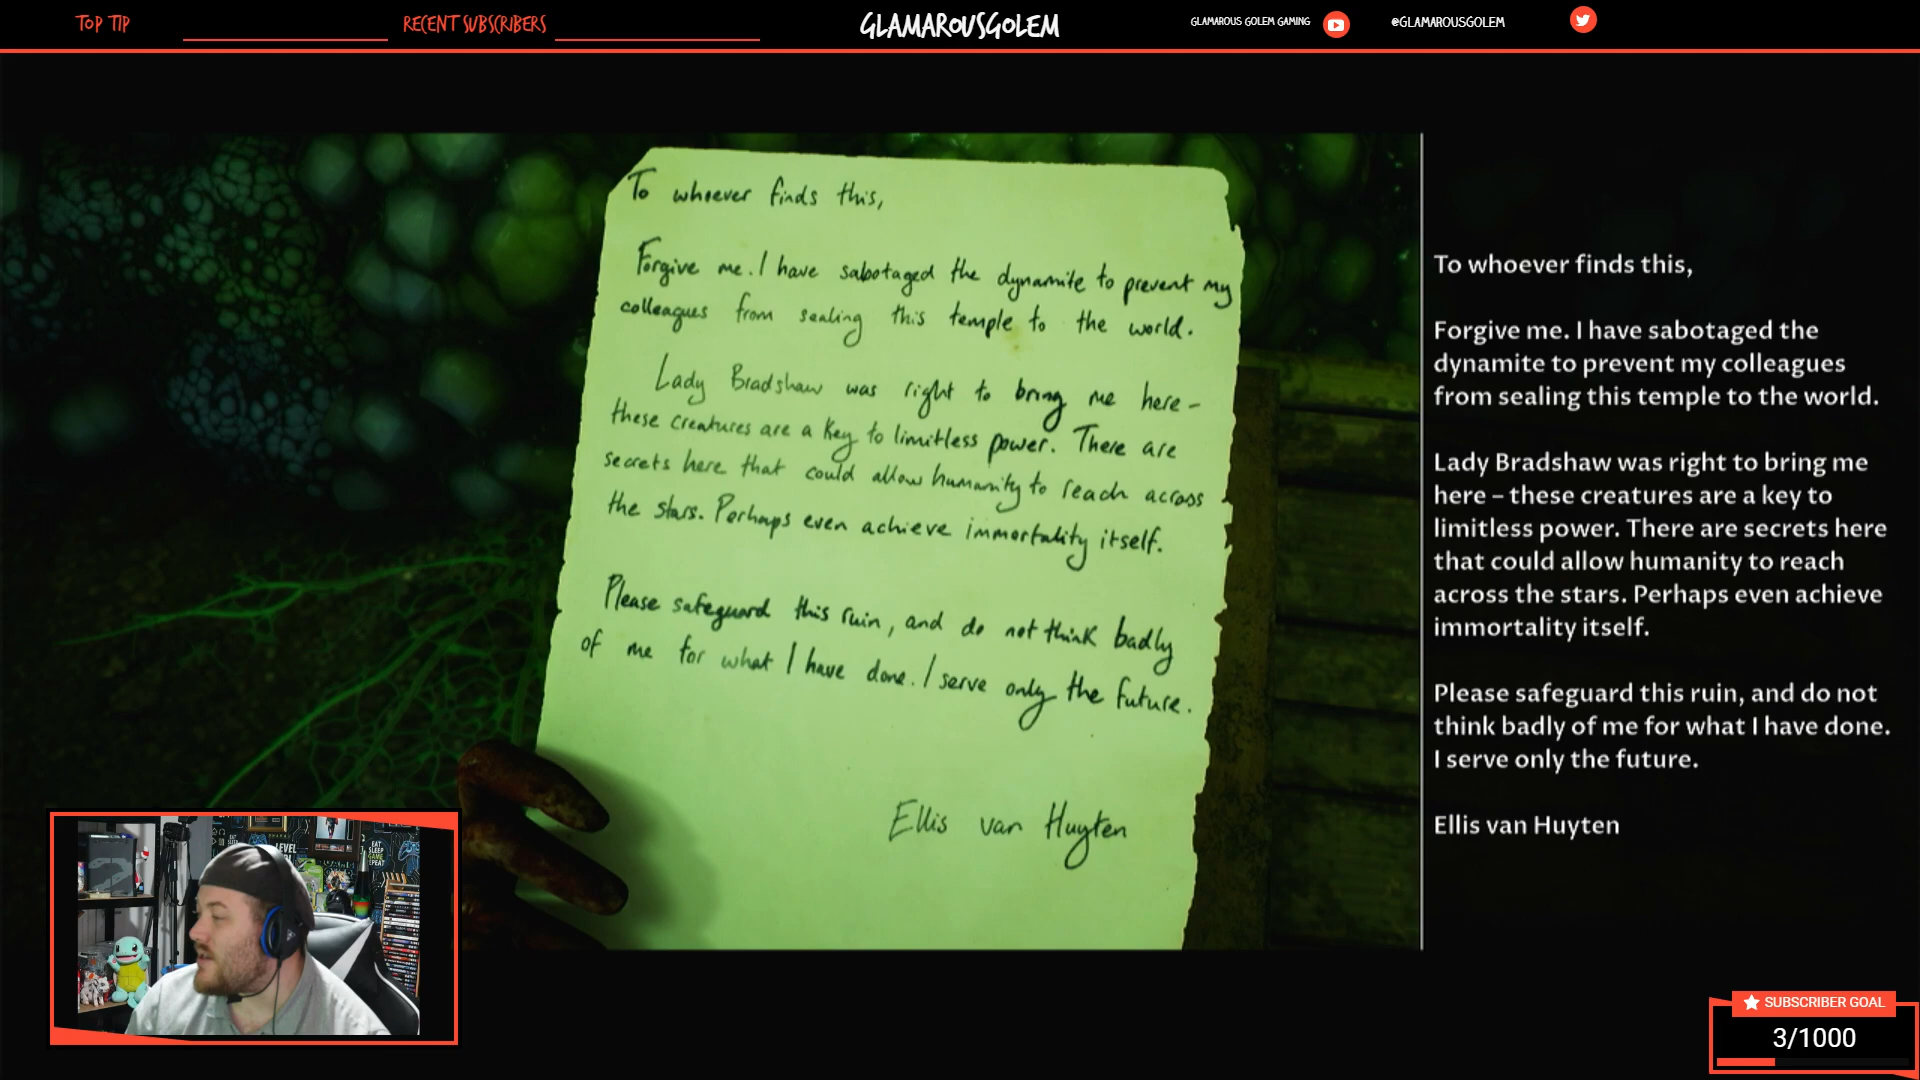 TOP TIP
RECENT SUBSCRIBERS
GLAMAROUSGOLEM
GLAMAROUS GOLEM GAMING
@GLAMAROUSGOLEM
To whoever finds this,
Forgive me. I have sabotaged the dynamite to prevent my
colleagues from sealing this temple to the world.
Lady Bradshaw was right to bring me here –
these creatures are a key to limitless power. There are
secrets here that could allow humanity to reach across
the stars. Perhaps even achieve immortality itself.
Please safeguard this ruin, and do not think badly
of me for what I have done. I serve only the future.
Ellis van Huyten
To whoever finds this,
Forgive me. I have sabotaged the
dynamite to prevent my colleagues
from sealing this temple to the world.
Lady Bradshaw was right to bring me
here – these creatures are a key to
limitless power. There are secrets here
that could allow humanity to reach
across the stars. Perhaps even achieve
immortality itself.
Please safeguard this ruin, and do not
think badly of me for what I have done.
I serve only the future.
Ellis van Huyten
LEVEL
EAT
SLEEP
GAME
REPEAT
SUBSCRIBER GOAL
3/1000